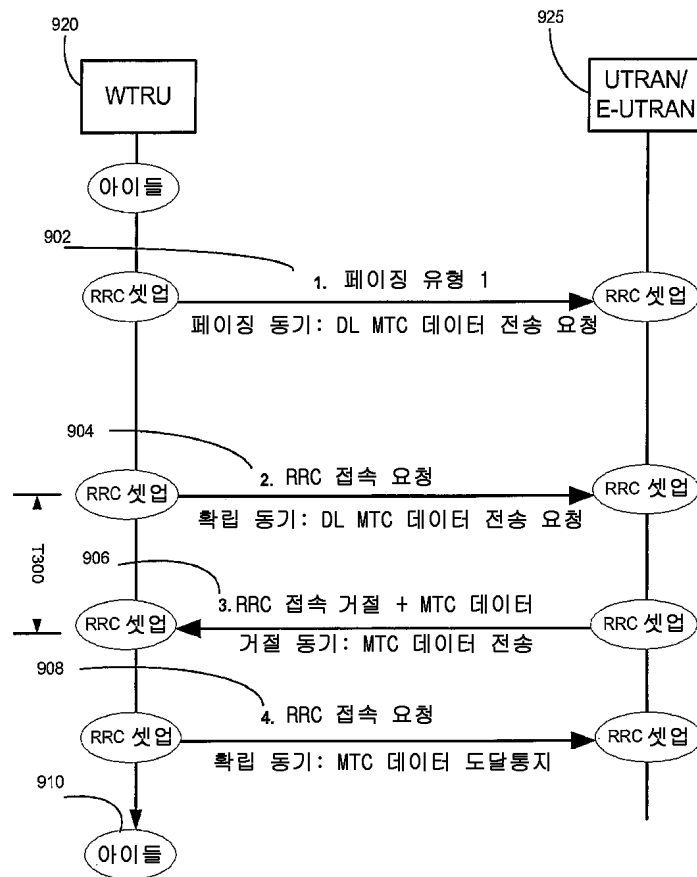 920
925
WTRU
UTRAN/
E-UTRAN
아이들
902
1. 페이징 유형 1
RRC 셋업
RRC 셋업
페이징 동기: DL MTC 데이터 전송 요청
904
2. RRC 접속 요청
RRC 셋업
RRC 셋업
확립 동기: DL MTC 데이터 전송 요청
T300
906
3.RRC 접속 거절 + MTC 데이터
RRC 셋업
RRC 셋업
거절 동기: MTC 데이터 전송
908
4. RRC 접속 요청
RRC 셋업
RRC 셋업
확립 동기: MTC 데이터 도달통지
910
아이들